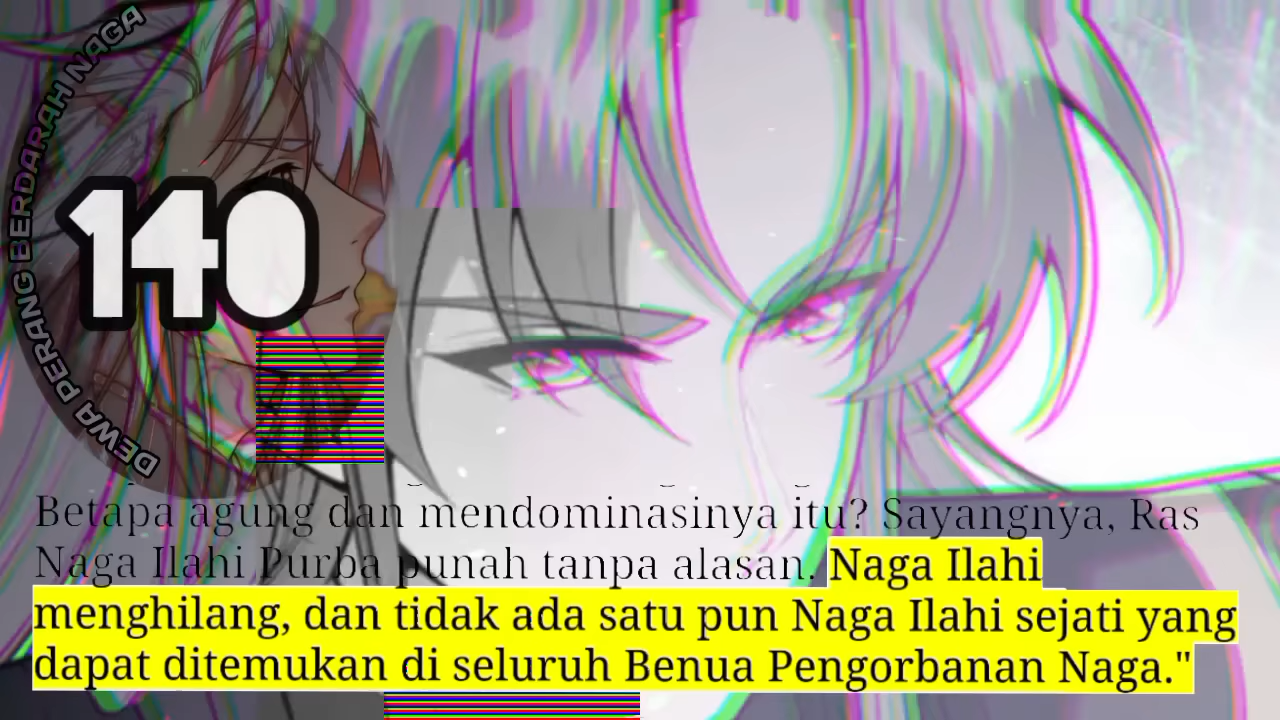 DEWA PERANG BERDARAH NAGA
140
Betapa agung dan mendominasinya itu? Sayangnya, Ras
Naga Ilahi Purba punah tanpa alasan. Naga Ilahi
menghilang, dan tidak ada satu pun Naga Ilahi sejati yang
dapat ditemukan di seluruh Benua Pengorbanan Naga."